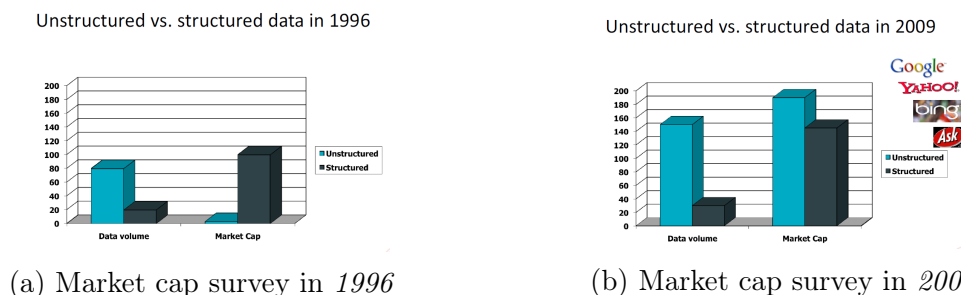 Unstructured vs. structured data in 1996
200
180
160
140
120
100
80
60
40
20
0
Data volume
Market Cap
Unstructured
Structured
(a) Market cap survey in 1996
Unstructured vs. structured data in 2009
200
180
160
140
120
100
80
60
40
20
0
Data volume
Market Cap
Google
YAHOO!
bing
Ask
Unstructured
Structured
(b) Market cap survey in 200